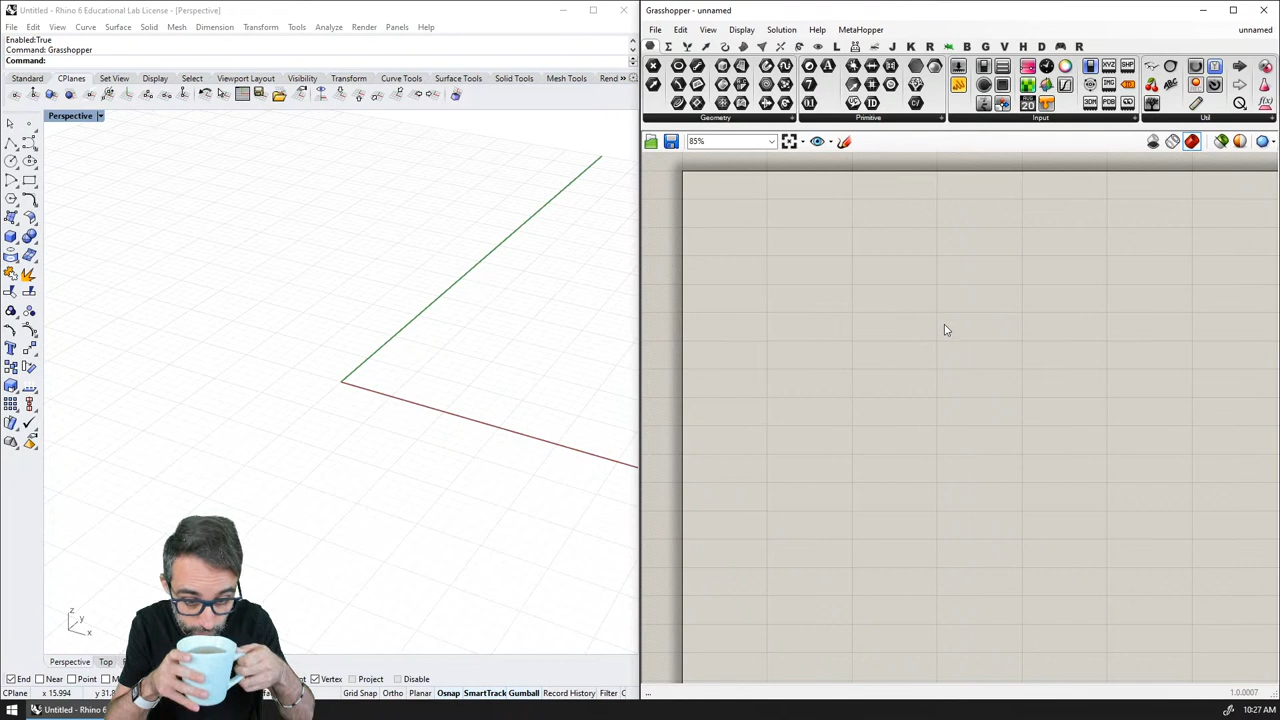 Untitled - Rhino 6 Educational Lab License - [Perspective]
File Edit View Curve Surface Solid Mesh Dimension Transform Tools Analyze Render Panels Help
Enabled:True
Command: Grasshopper
Command:
Standard CPlanes Set View Display Select Viewport Layout Visibility Transform Curve Tools Surface Tools Solid Tools Mesh Tools Rend »
Perspective
z
y
x
Perspective Top
End Near Point Vertex Project Disable
CPlane x 15.994 Grid Snap Ortho Planar Osnap SmartTrack Gumball Record History Filter
Untitled - Rhino 6
Grasshopper - unnamed
File Edit View Display Solution Help MetaHopper unnamed
L J K R B G V H D R
Geometry Primitive Input Util
85%
...
1.0.0007
10:27 AM